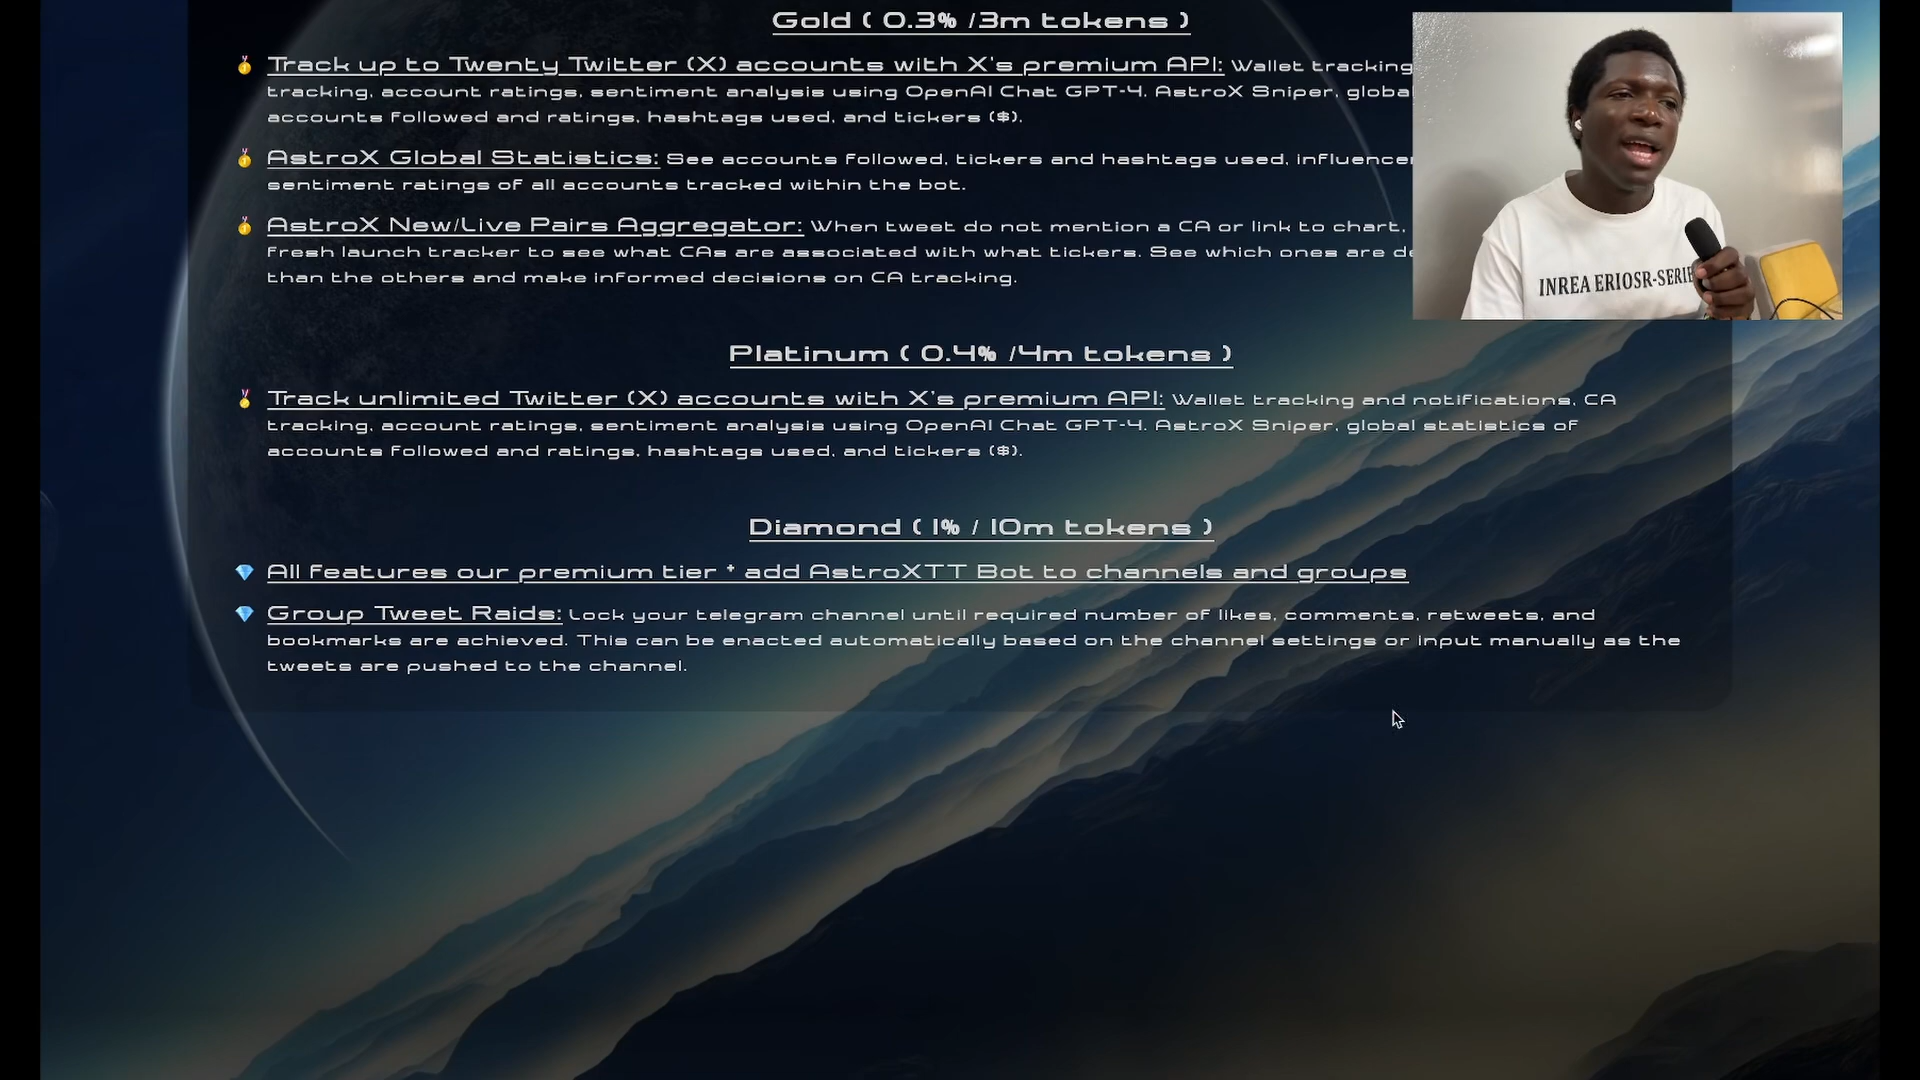 Gold ( 0.3% /3m tokens )
Track up to Twenty Twitter (X) accounts with X's premium API: Wallet tracking
tracking, account ratings, sentiment analysis using OpenAI Chat GPT-4. AstroX Sniper, global
accounts followed and ratings, hashtags used, and tickers ($).
AstroX Global Statistics: See accounts followed, tickers and hashtags used, influencer
sentiment ratings of all accounts tracked within the bot.
AstroX New/Live Pairs Aggregator: When tweet do not mention a CA or link to chart,
Fresh launch tracker to see what CAs are associated with what tickers. See which ones are
than the others and make informed decisions on CA tracking.
INREA ERIOSR-SERIE
Platinum ( 0.4% /4m tokens )
Track unlimited Twitter (X) accounts with X's premium API: Wallet tracking and notifications, CA
tracking, account ratings, sentiment analysis using OpenAI Chat GPT-4. AstroX Sniper, global statistics of
accounts followed and ratings, hashtags used, and tickers ($).
Diamond ( 1% / 10m tokens )
All features our premium tier + add AstroXTT Bot to channels and groups
Group Tweet Raids: Lock your telegram channel until required number of likes, comments, retweets, and
bookmarks are achieved. This can be enacted automatically based on the channel settings or input manually as the
tweets are pushed to the channel.